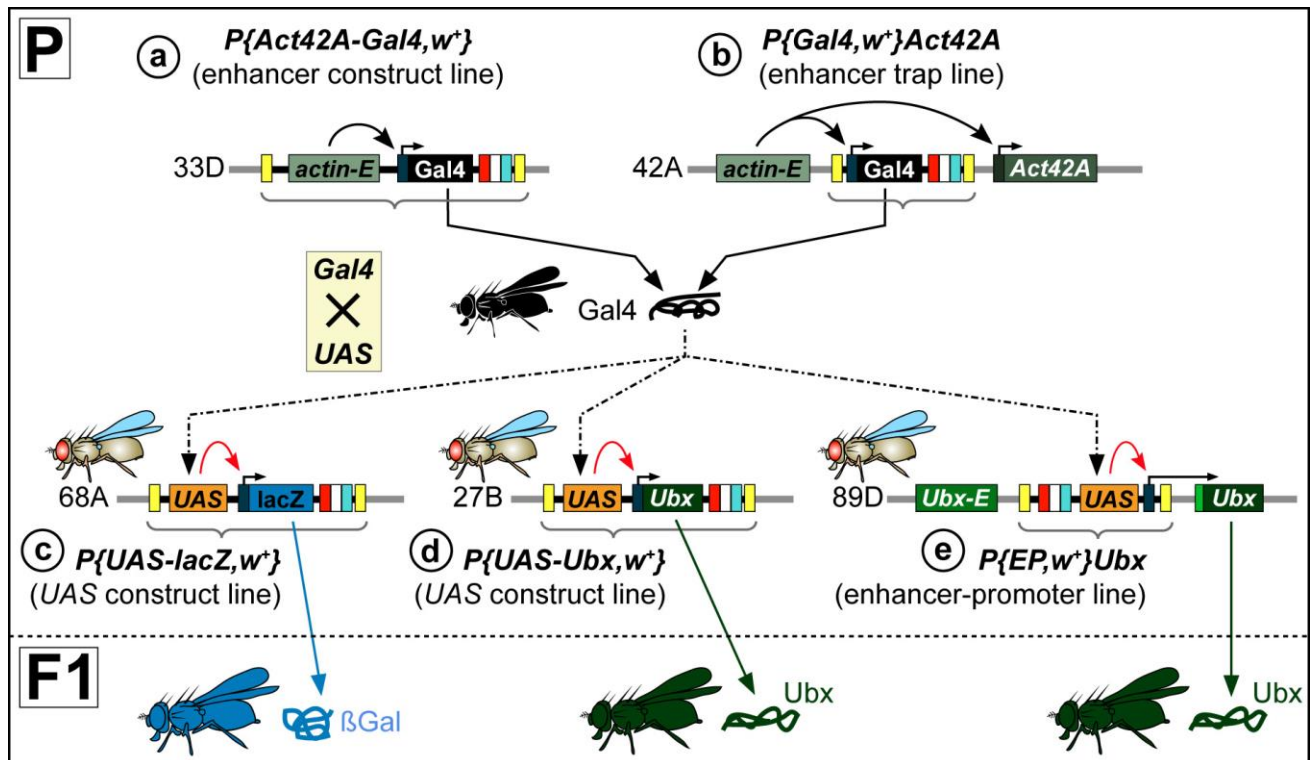 P
a
P{Act42A-Gal4,w+}
(enhancer construct line)
b
P{Gal4,w+}Act42A
(enhancer trap line)
33D
actin-E
Gal4
42A
actin-E
Gal4
Act42A
Gal4
×
UAS
Gal4
68A
UAS
lacZ
27B
UAS
Ubx
89D
Ubx-E
UAS
Ubx
c
P{UAS-lacZ,w+}
(UAS construct line)
d
P{UAS-Ubx,w+}
(UAS construct line)
e
P{EP,w+}Ubx
(enhancer-promoter line)
F1
ßGal
Ubx
Ubx